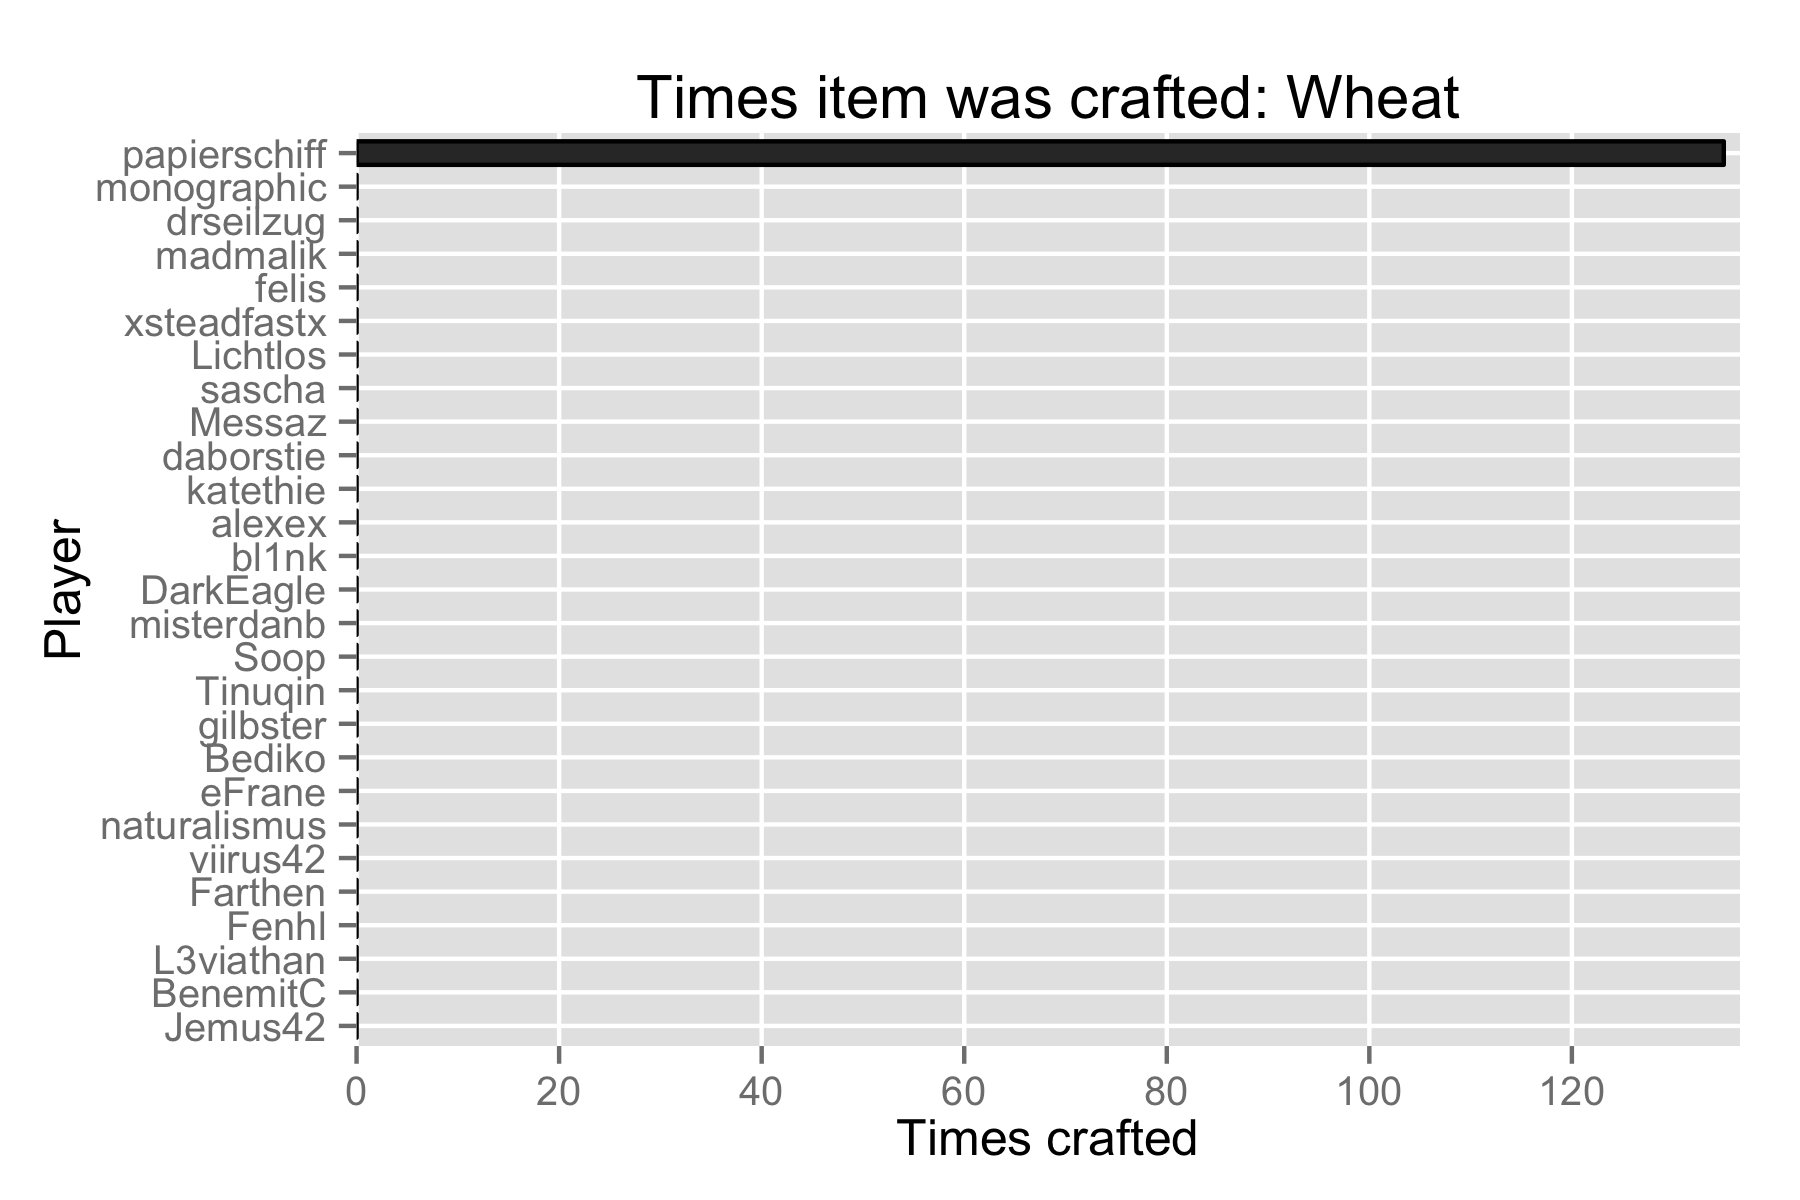 Times item was crafted: Wheat
papierschiff
monographic
drseilzug
madmalik
felis
xsteadfastx
Lichtlos
sascha
Messaz
daborstie
katethie
alexex
bl1nk
DarkEagle
misterdanb
Soop
Tinuqin
gilbster
Bediko
eFrane
naturalismus
viirus42
Farthen
Fenhl
L3viathan
BenemitC
Jemus42
Player
0 20 40 60 80 100 120
Times crafted